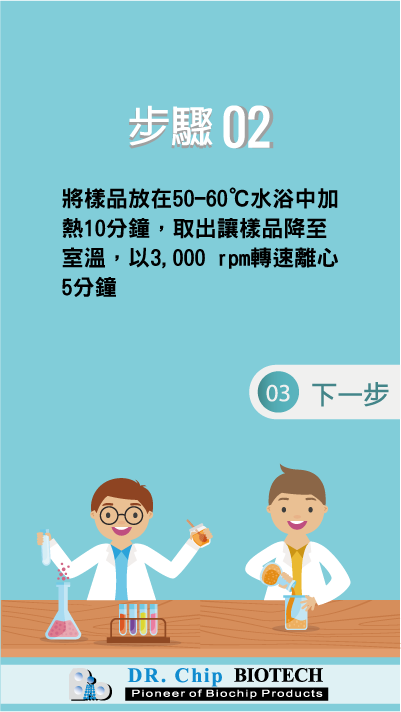 步驟 02
將樣品放在50-60℃水浴中加
熱10分鐘，取出讓樣品降至
室溫，以3,000 rpm轉速離心
5分鐘
03 下一步
DR. Chip BIOTECH
Pioneer of Biochip Products